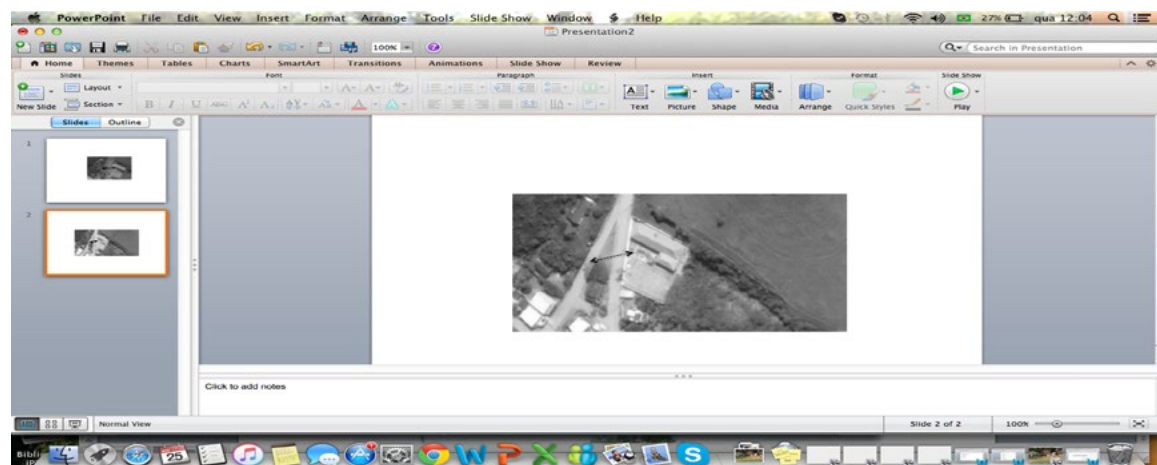 PowerPoint File Edit View Insert Format Arrange Tools Slide Show Window Help 27% qua 12:04
Presentation2
100% Search in Presentation
Home Themes Tables Charts SmartArt Transitions Animations Slide Show Review
Slides Font Paragraph Insert Format Slide Show
Layout
New Slide Section B I U ABC Text Picture Shape Media Arrange Quick Styles Play
Slides Outline
1
2
Click to add notes
Normal View Slide 2 of 2 100%
25